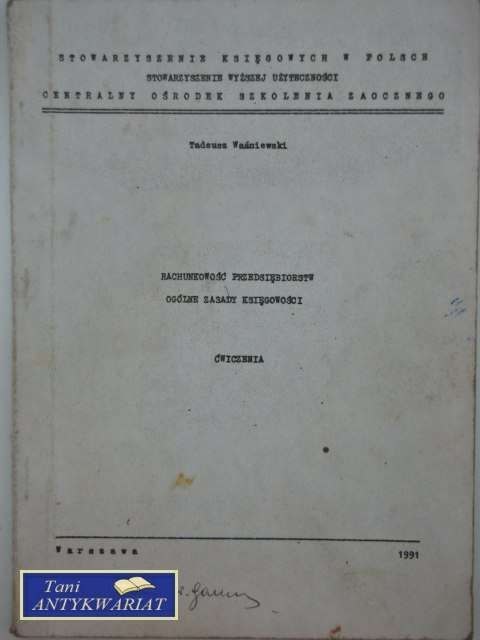 STOWARZYSZENIE KSIĘGOWYCH W POLSCE
STOWARZYSZENIE WYŻSZEJ UŻYTECZNOŚCI
CENTRALNY OŚRODEK SZKOLENIA ZAOCZNEGO
Tadeusz Waśniewski
RACHUNKOWOŚĆ PRZEDSIĘBIORSTW
OGÓLNE ZASADY KSIĘGOWOŚCI
ĆWICZENIA
Warszawa 1991
Tani
ANTYKWARIAT